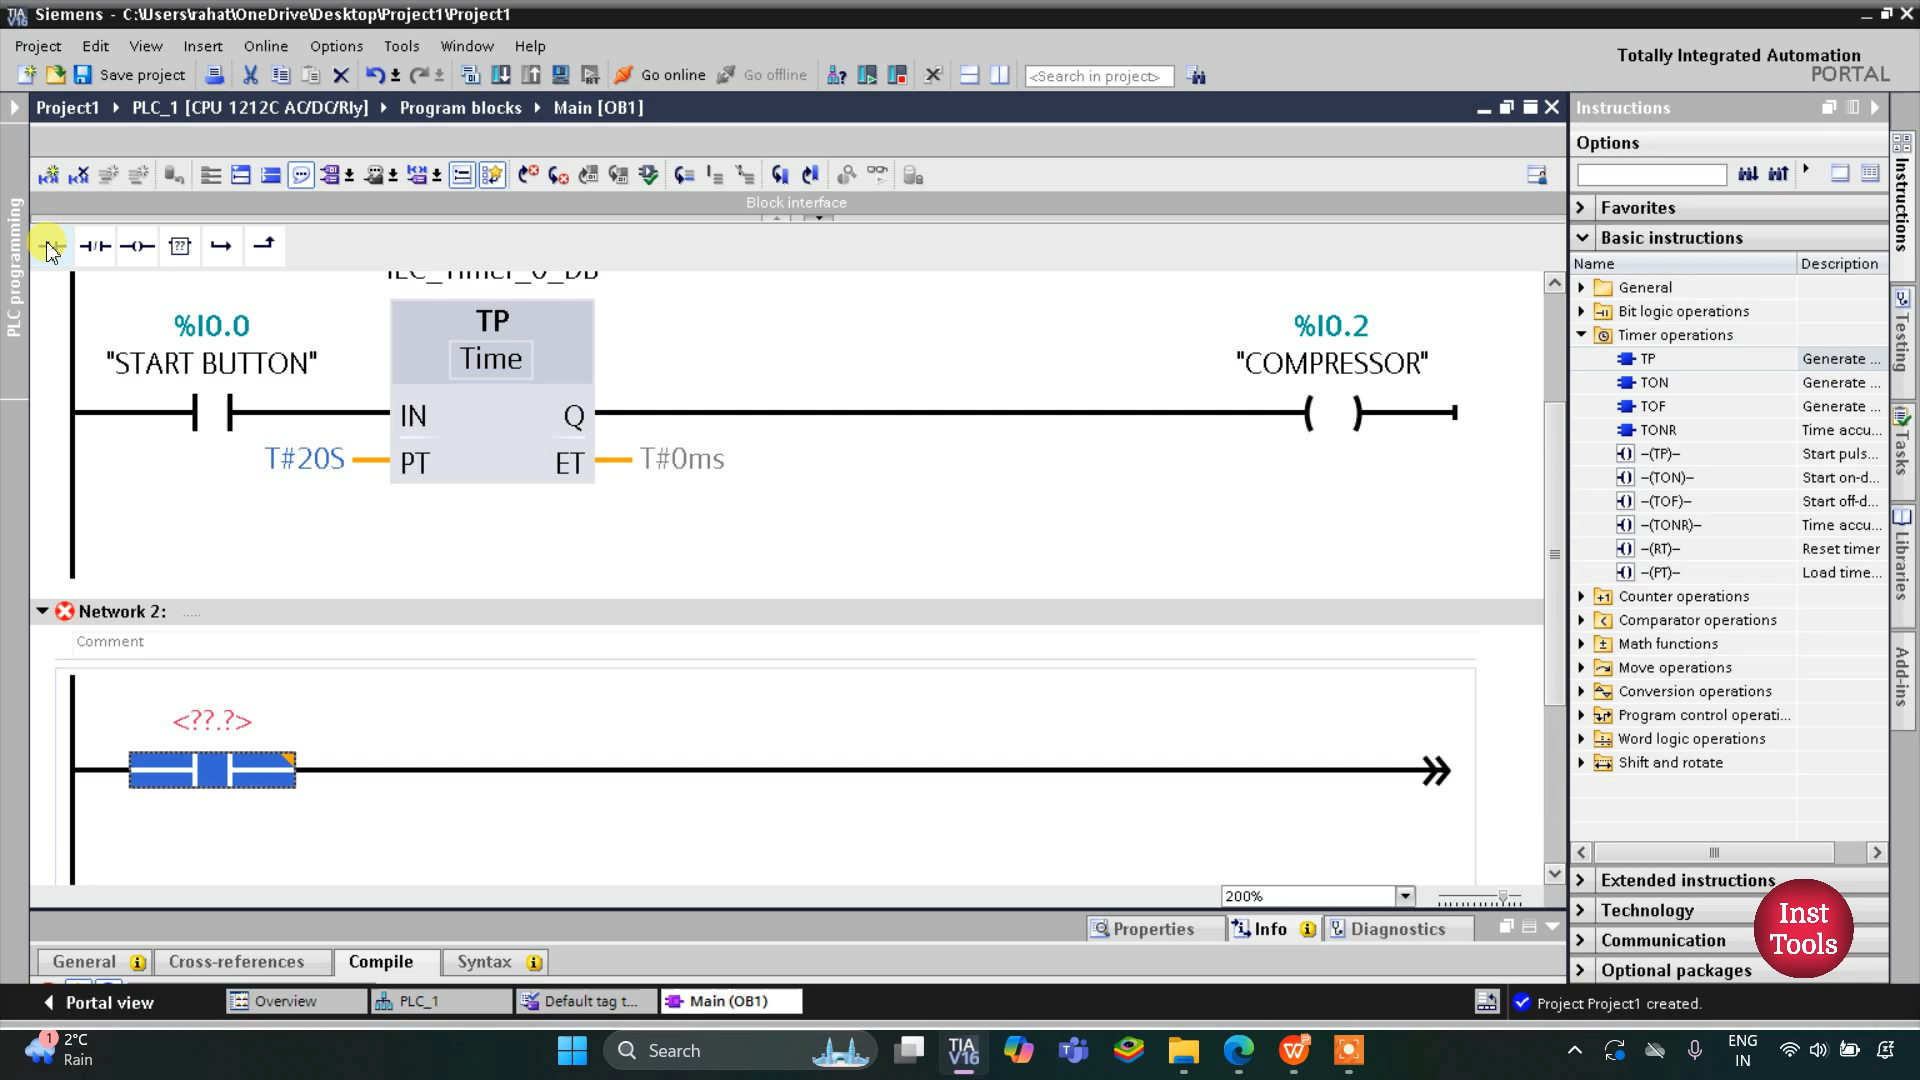 Siemens - C:\Users\rahat\OneDrive\Desktop\Project1\Project1
Project Edit View Insert Online Options Tools Window Help
Totally Integrated Automation
PORTAL
Save project
Go online
Go offline
<Search in project>
Project1 ▸ PLC_1 [CPU 1212C AC/DC/Rly] ▸ Program blocks ▸ Main [OB1]
Instructions
Options
Block interface
Favorites
Basic instructions
Name Description
IEC_Timer_0_DB
%I0.0
"START BUTTON"
TP
Time
IN Q
PT ET
T#20S
T#0ms
%I0.2
"COMPRESSOR"
General
Bit logic operations
Timer operations
TP Generate ...
TON Generate ...
TOF Generate ...
TONR Time accu...
-(TP)- Start puls...
-(TON)- Start on-d...
-(TOF)- Start off-d...
-(TONR)- Time accu...
-(RT)- Reset timer
-(PT)- Load time...
Counter operations
Comparator operations
Math functions
Move operations
Conversion operations
Program control operati...
Word logic operations
Shift and rotate
Extended instructions
Technology
Communication
Optional packages
Network 2: .....
Comment
<??.?>
200%
Properties Info Diagnostics
General Cross-references Compile Syntax
Portal view Overview PLC_1 Default tag t... Main (OB1)
Project Project1 created.
PLC programming
Instructions
Testing
Tasks
Libraries
Add-ins
Inst
Tools
1 2°C
Rain
Search
TIA
V16
ENG
IN